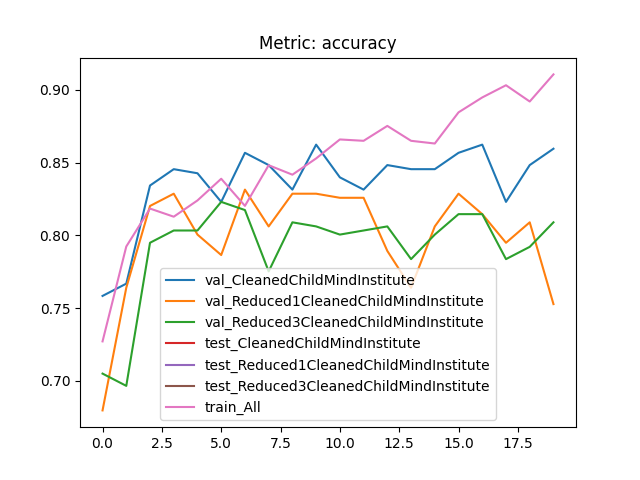 Metric: accuracy
0.90
0.85
0.80
0.75
0.70
val_CleanedChildMindInstitute
val_Reduced1CleanedChildMindInstitute
val_Reduced3CleanedChildMindInstitute
test_CleanedChildMindInstitute
test_Reduced1CleanedChildMindInstitute
test_Reduced3CleanedChildMindInstitute
train_All
0.0 2.5 5.0 7.5 10.0 12.5 15.0 17.5